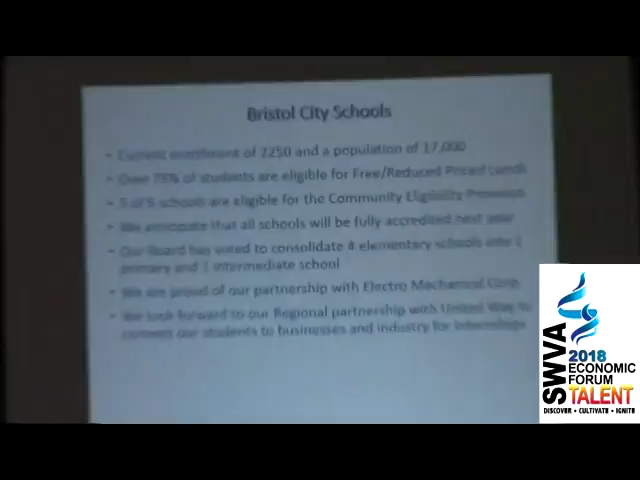 Bristol City Schools
• Current enrollment of 2250 and a population of 17,000
• Over 75% of students are eligible for Free/Reduced Priced Lunch
• of 5 schools are eligible for the Community Eligibility Provision
• We anticipate that all schools will be fully accredited next year
• Our Board has voted to consolidate 4 elementary schools into 1
primary and 1 intermediate school
• We are proud of our partnership with Electro Mechanical Corp.
• We look forward to our Regional partnership with United Way to
connect our students to businesses and industry for internships
SWVA
2018
ECONOMIC
FORUM
TALENT
DISCOVER • CULTIVATE • IGNITE